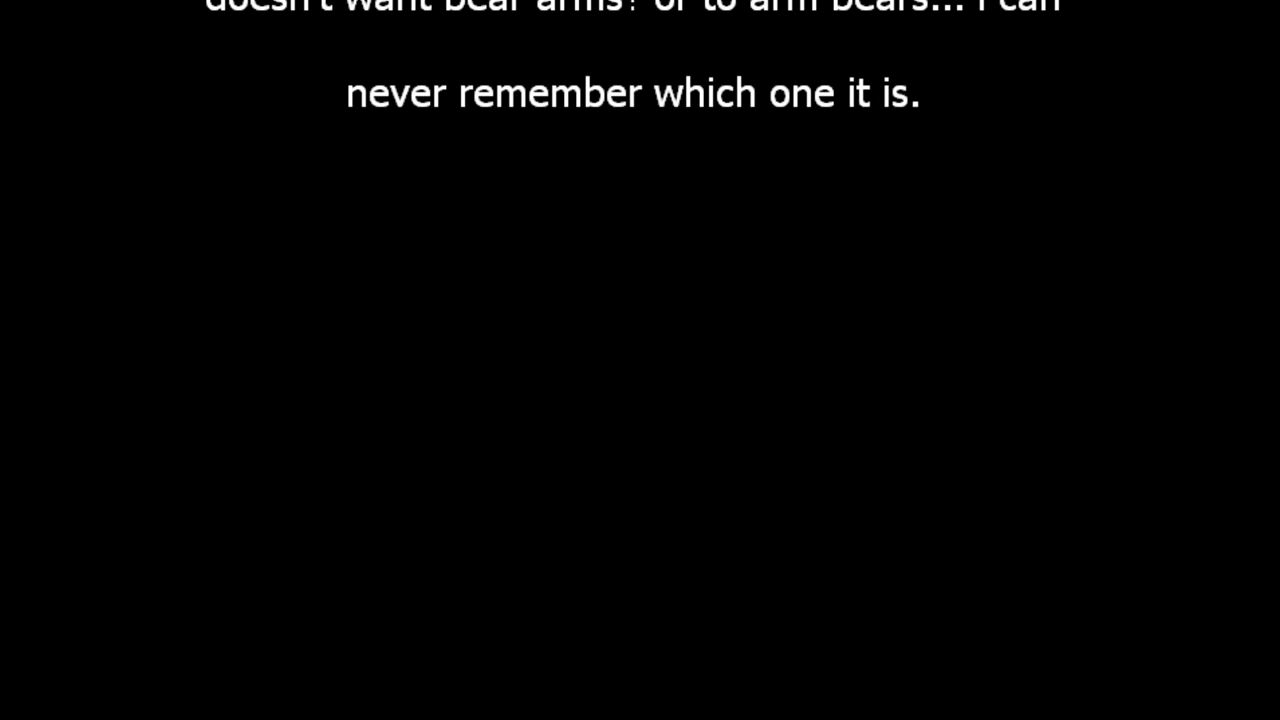 doesn't want bear arms? or to arm bears... I can
never remember which one it is.